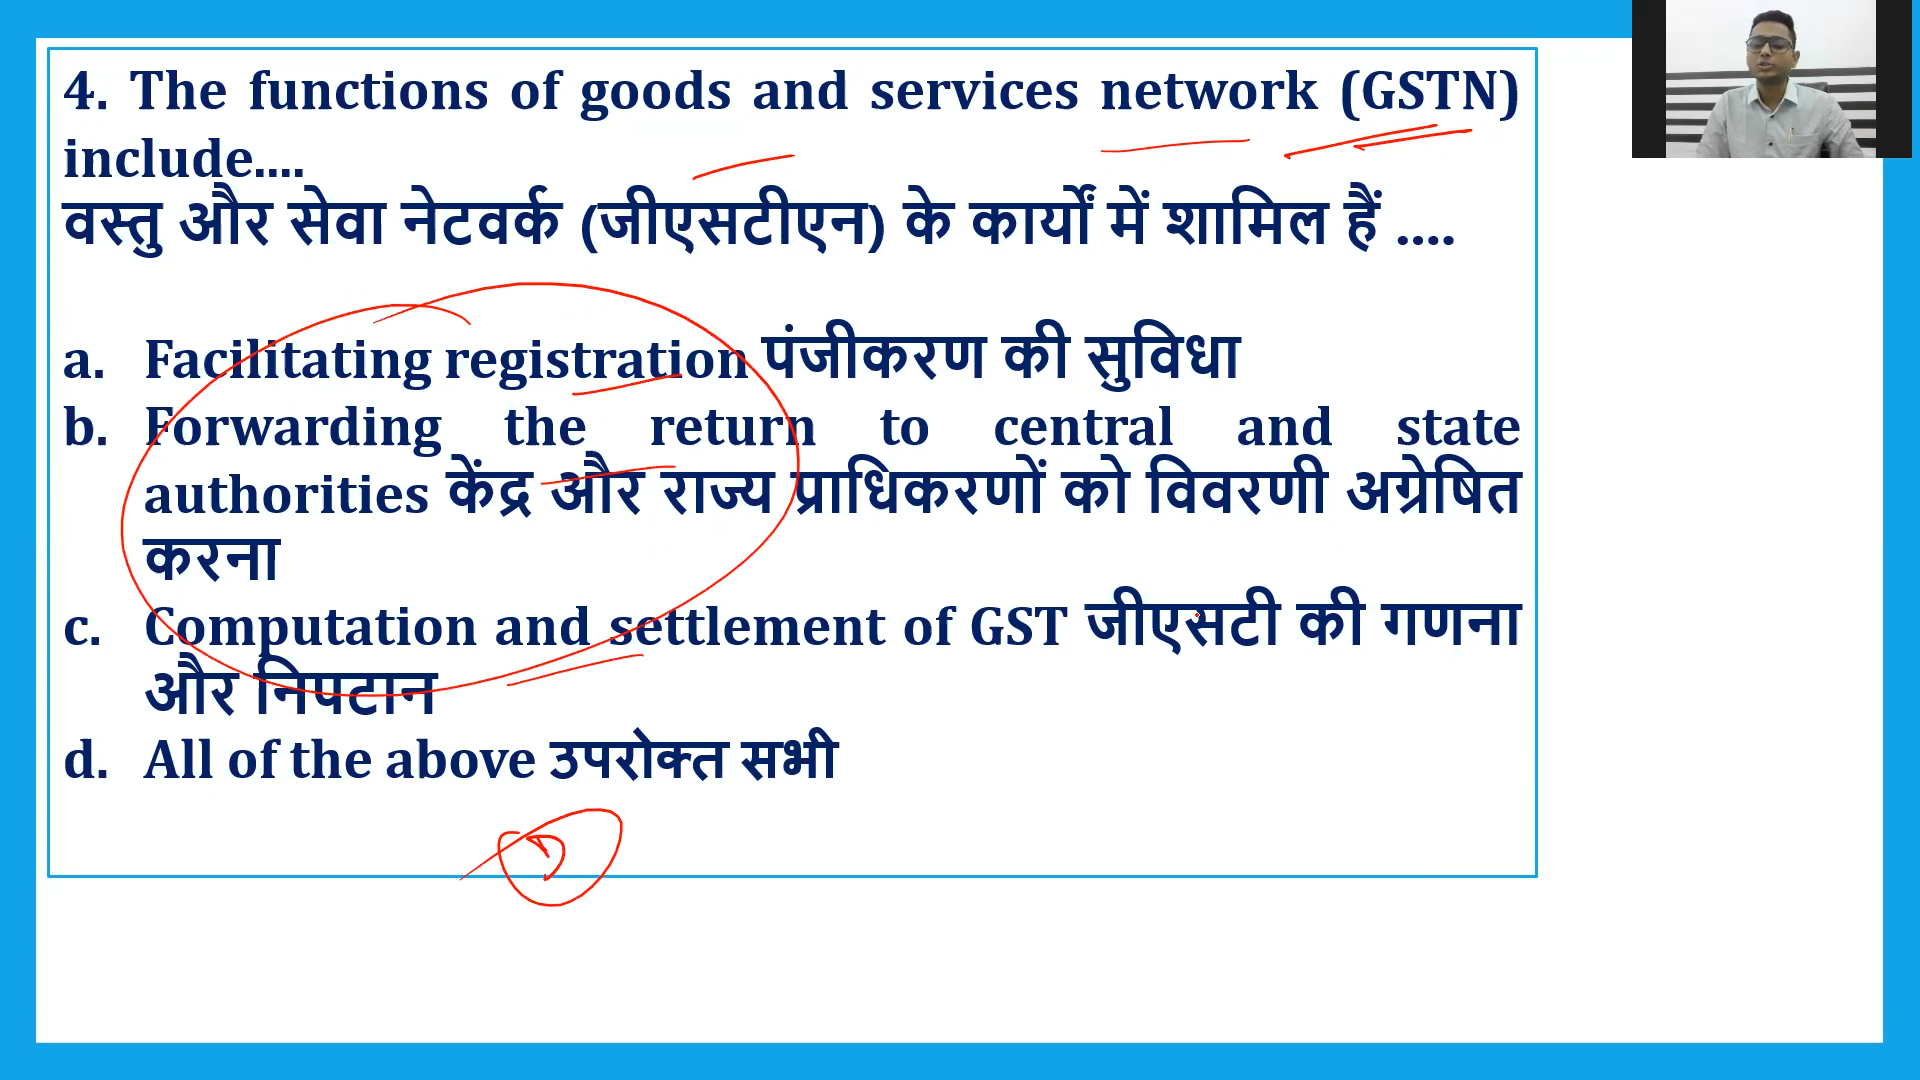 4. The functions of goods and services network (GSTN)
include....
वस्तु और सेवा नेटवर्क (जीएसटीएन) के कार्यों में शामिल हैं ....
a. Facilitating registration पंजीकरण की सुविधा
b. Forwarding the return to central and state
authorities केंद्र और राज्य प्राधिकरणों को विवरणी अग्रेषित
करना
c. Computation and settlement of GST जीएसटी की गणना
और निपटान
d. All of the above उपरोक्त सभी